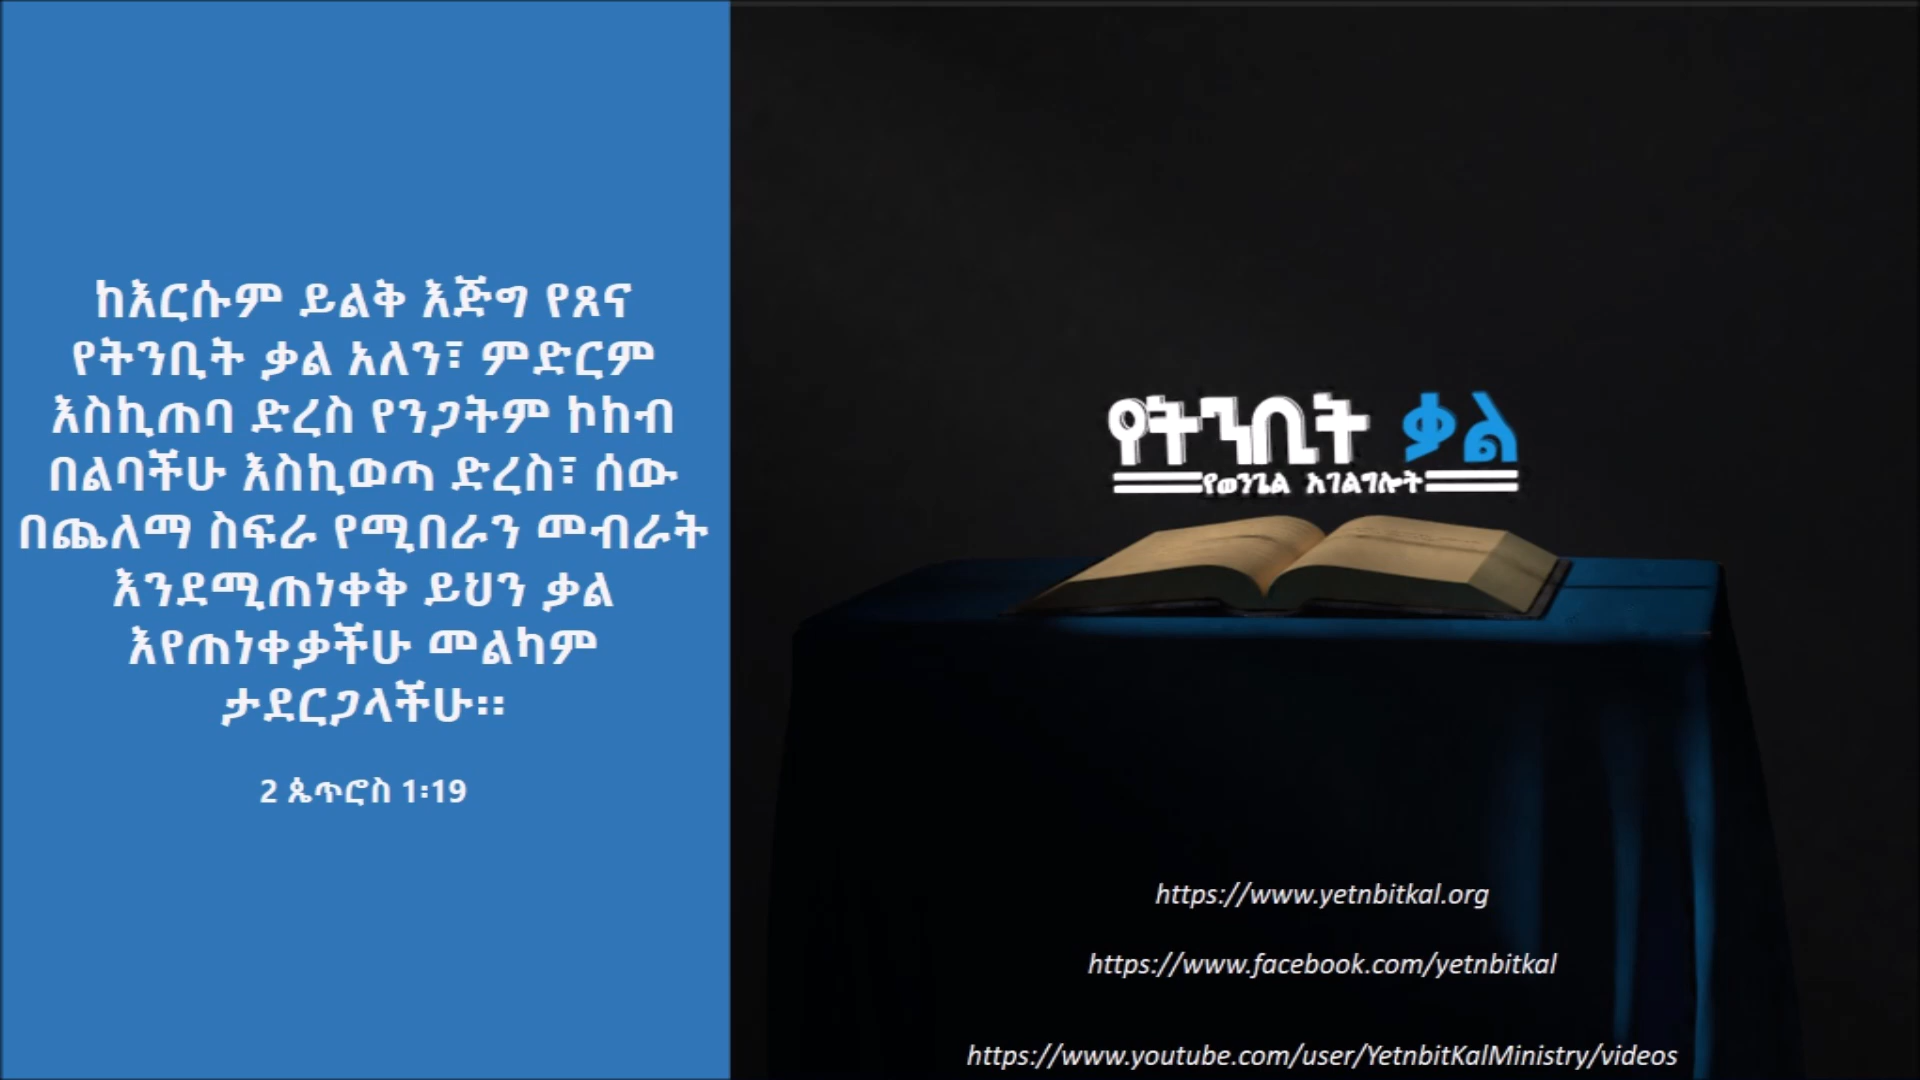 ከእርሱም ይልቅ እጅግ የጸና
የትንቢት ቃል አለን፣ ምድርም
እስኪጠባ ድረስ የንጋትም ኮከብ
በልባችሁ እስኪወጣ ድረስ፣ ሰው
በጨለማ ስፍራ የሚበራን መብራት
እንደሚጠነቀቅ ይህን ቃል
እየጠነቀቃችሁ መልካም
ታደርጋላችሁ፡፡
2 ጴጥሮስ 1፡19
የትንቢት ቃል
የወንጌል አገልግሎት
https://www.yetnbitkal.org
https://www.facebook.com/yetnbitkal
https://www.youtube.com/user/YetnbitKalMinistry/videos